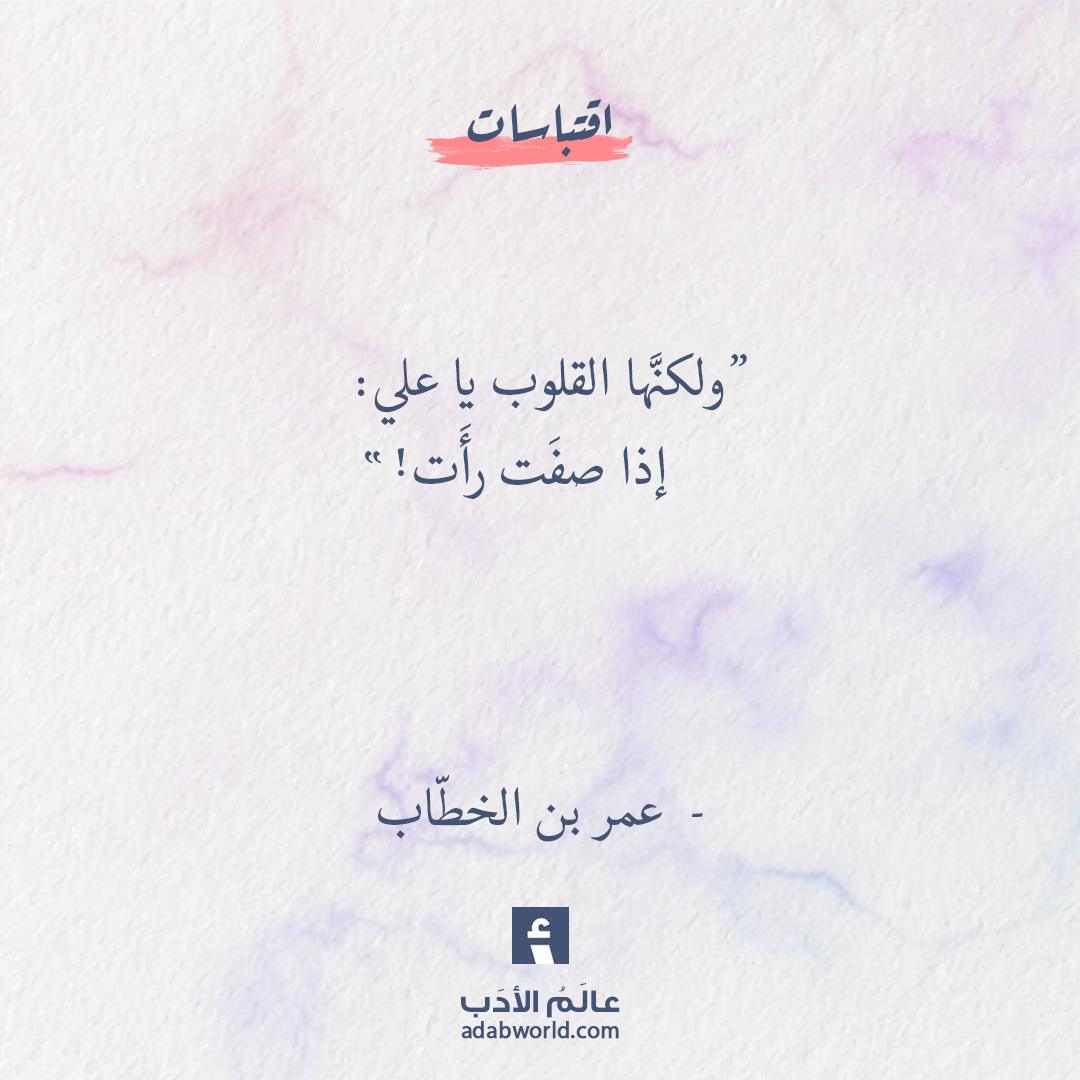 اقتباسات
”ولكنَّها القلوب يا علي:
إذا صفَت رأَت! “
- عمر بن الخطّاب
أ
عالَمُ الأدَب
adabworld.com